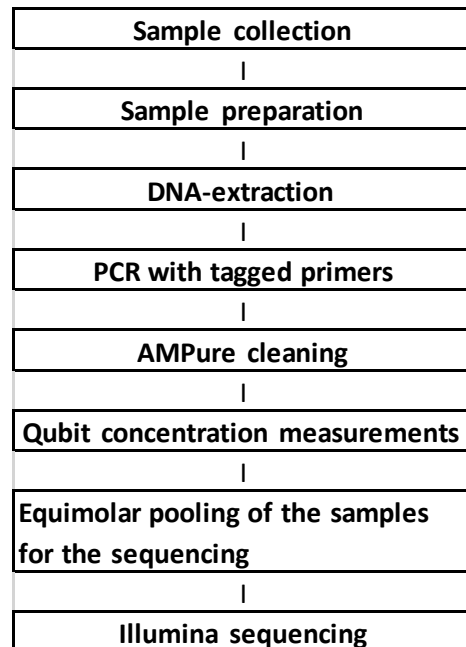 Sample collection
Sample preparation
DNA-extraction
PCR with tagged primers
AMPure cleaning
Qubit concentration measurements
Equimolar pooling of the samples
for the sequencing
Illumina sequencing